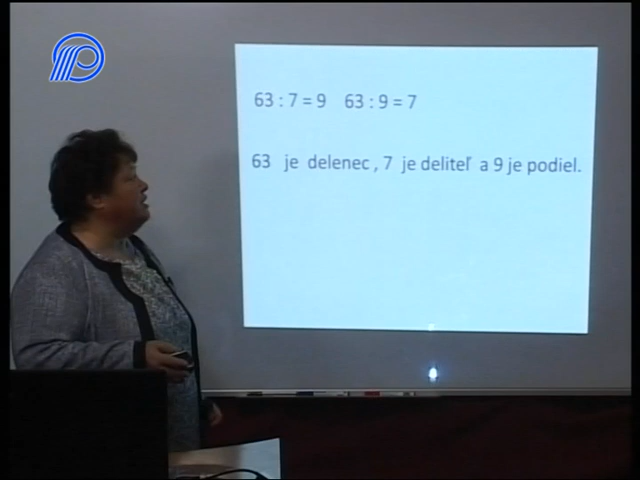 63 : 7 = 9 63 : 9 = 7
63 je delenec , 7 je deliteľ a 9 je podiel.